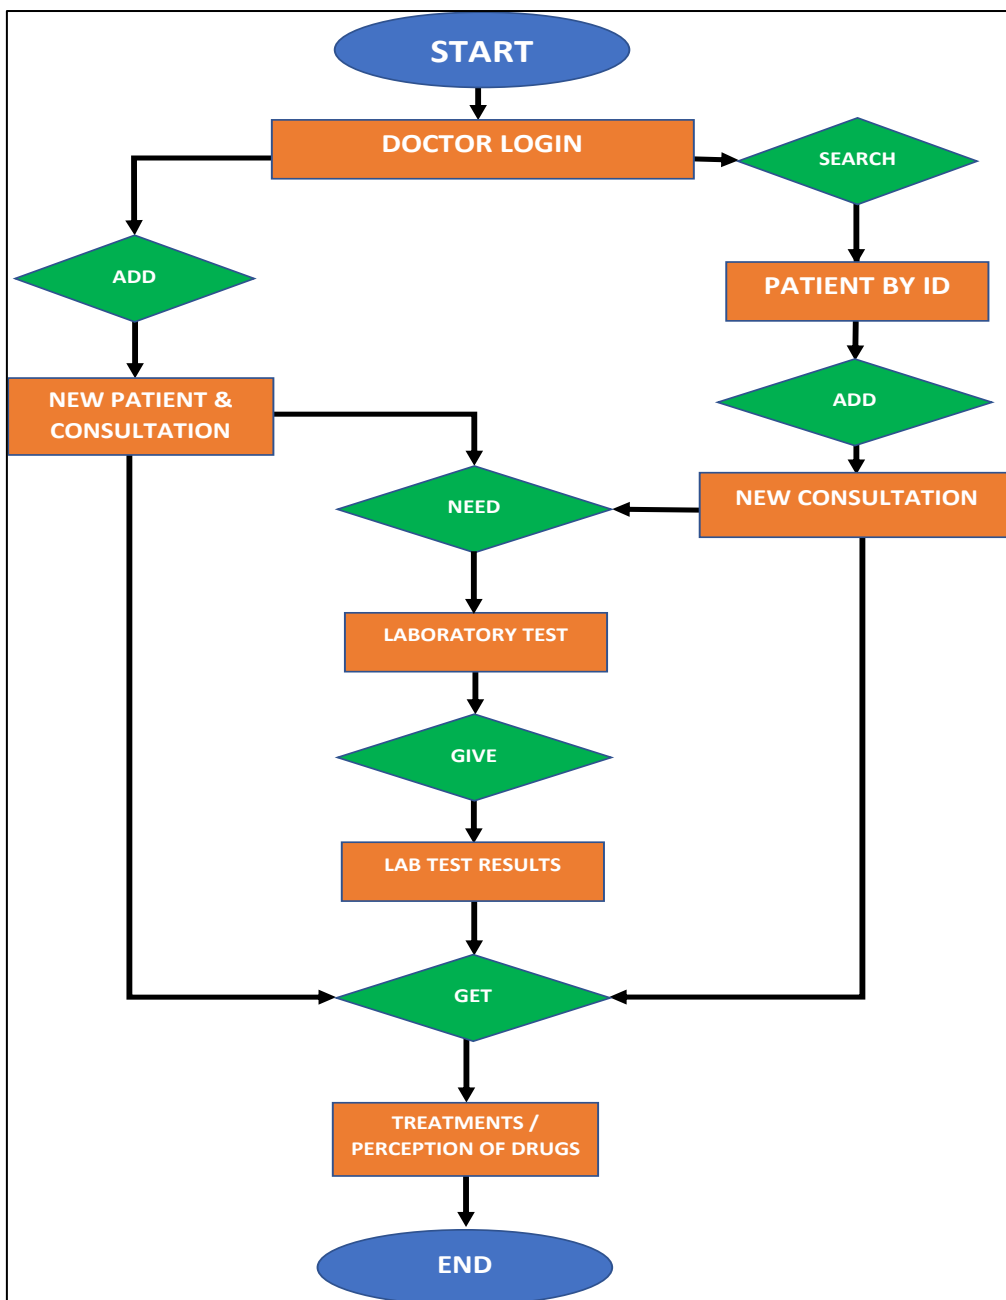 START
DOCTOR LOGIN
SEARCH
ADD
PATIENT BY ID
NEW PATIENT &
CONSULTATION
ADD
NEED
NEW CONSULTATION
LABORATORY TEST
GIVE
LAB TEST RESULTS
GET
TREATMENTS /
PERCEPTION OF DRUGS
END